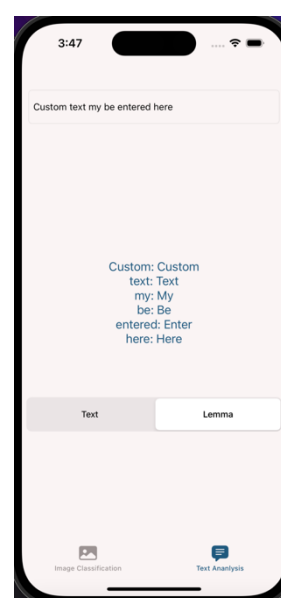 3:47
Custom text my be entered here
Custom: Custom
text: Text
my: My
be: Be
entered: Enter
here: Here
Text Lemma
Image Classification Text Ananlysis